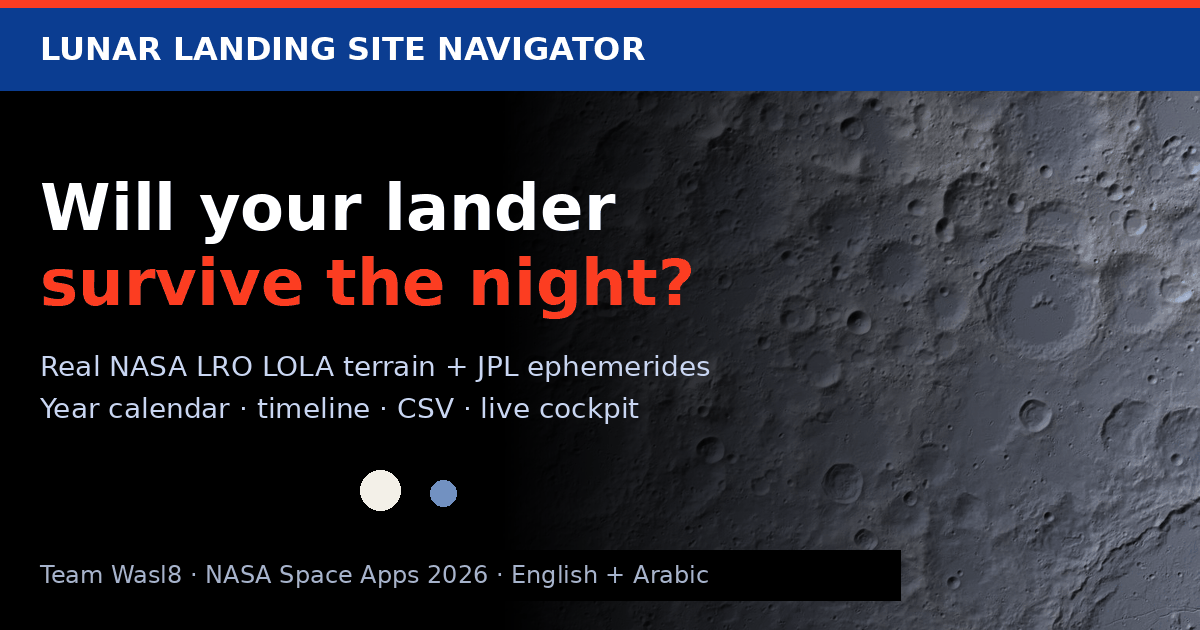 LUNAR LANDING SITE NAVIGATOR
Will your lander
survive the night?
Real NASA LRO LOLA terrain + JPL ephemerides
Year calendar · timeline · CSV · live cockpit
Team Wasl8 · NASA Space Apps 2026 · English + Arabic